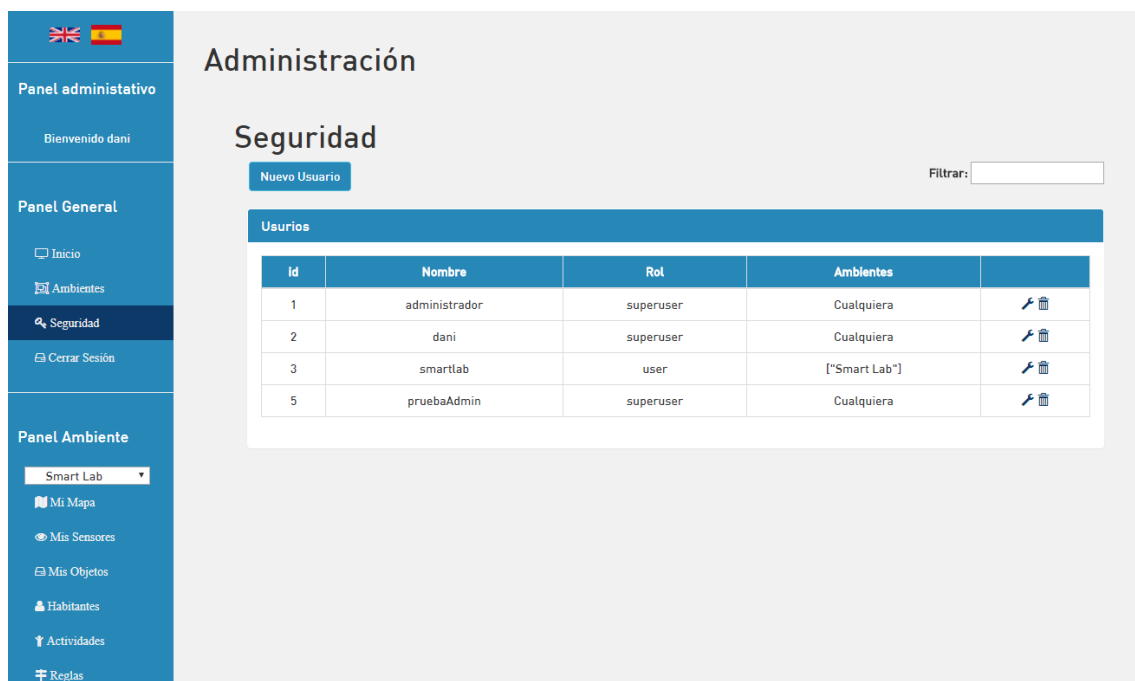 Panel administativo
Bienvenido dani
Panel General
Inicio
Ambientes
Seguridad
Cerrar Sesión
Panel Ambiente
Smart Lab
Mi Mapa
Mis Sensores
Mis Objetos
Habitantes
Actividades
Reglas
Administración
Seguridad
Nuevo Usuario Filtrar:
Usurios
id Nombre Rol Ambientes
1 administrador superuser Cualquiera
2 dani superuser Cualquiera
3 smartlab user ["Smart Lab"]
5 pruebaAdmin superuser Cualquiera